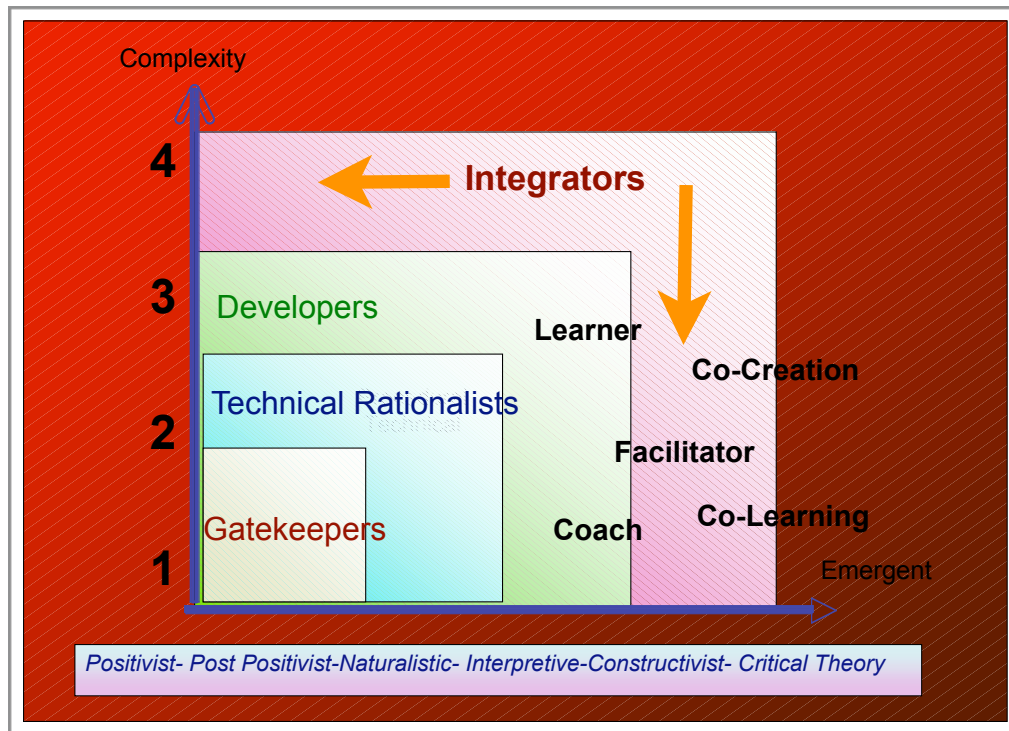 Complexity
4
Integrators
3
Developers
Learner
Co-Creation
Technical Rationalists
Technical
2
Facilitator
Gatekeepers
Coach
Co-Learning
1
Emergent
Positivist- Post Positivist-Naturalistic- Interpretive-Constructivist- Critical Theory